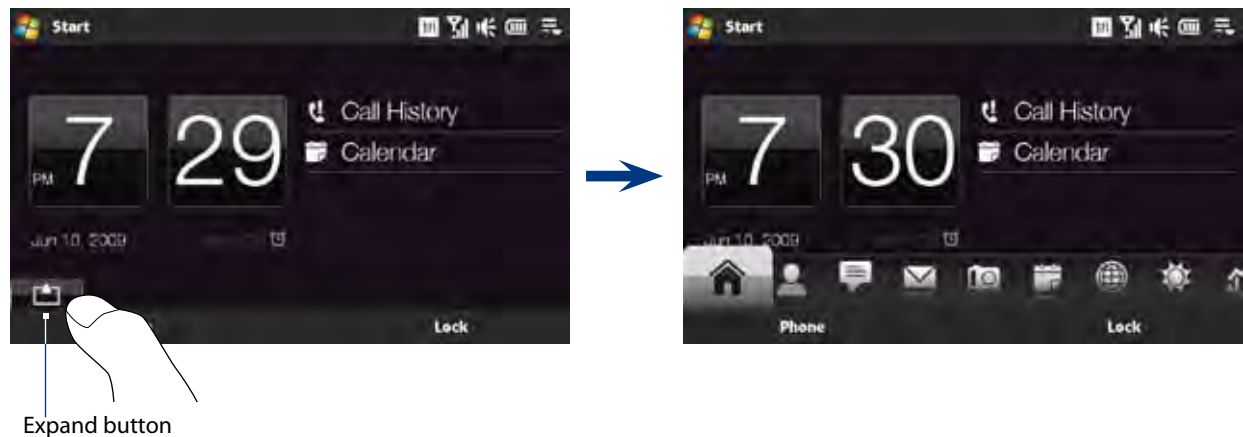 Start
7
PM
29
Call History
Calendar
Jun 10, 2009
Lock
Expand button
Start
7
PM
30
Call History
Calendar
Jun 10, 2009
Phone
Lock